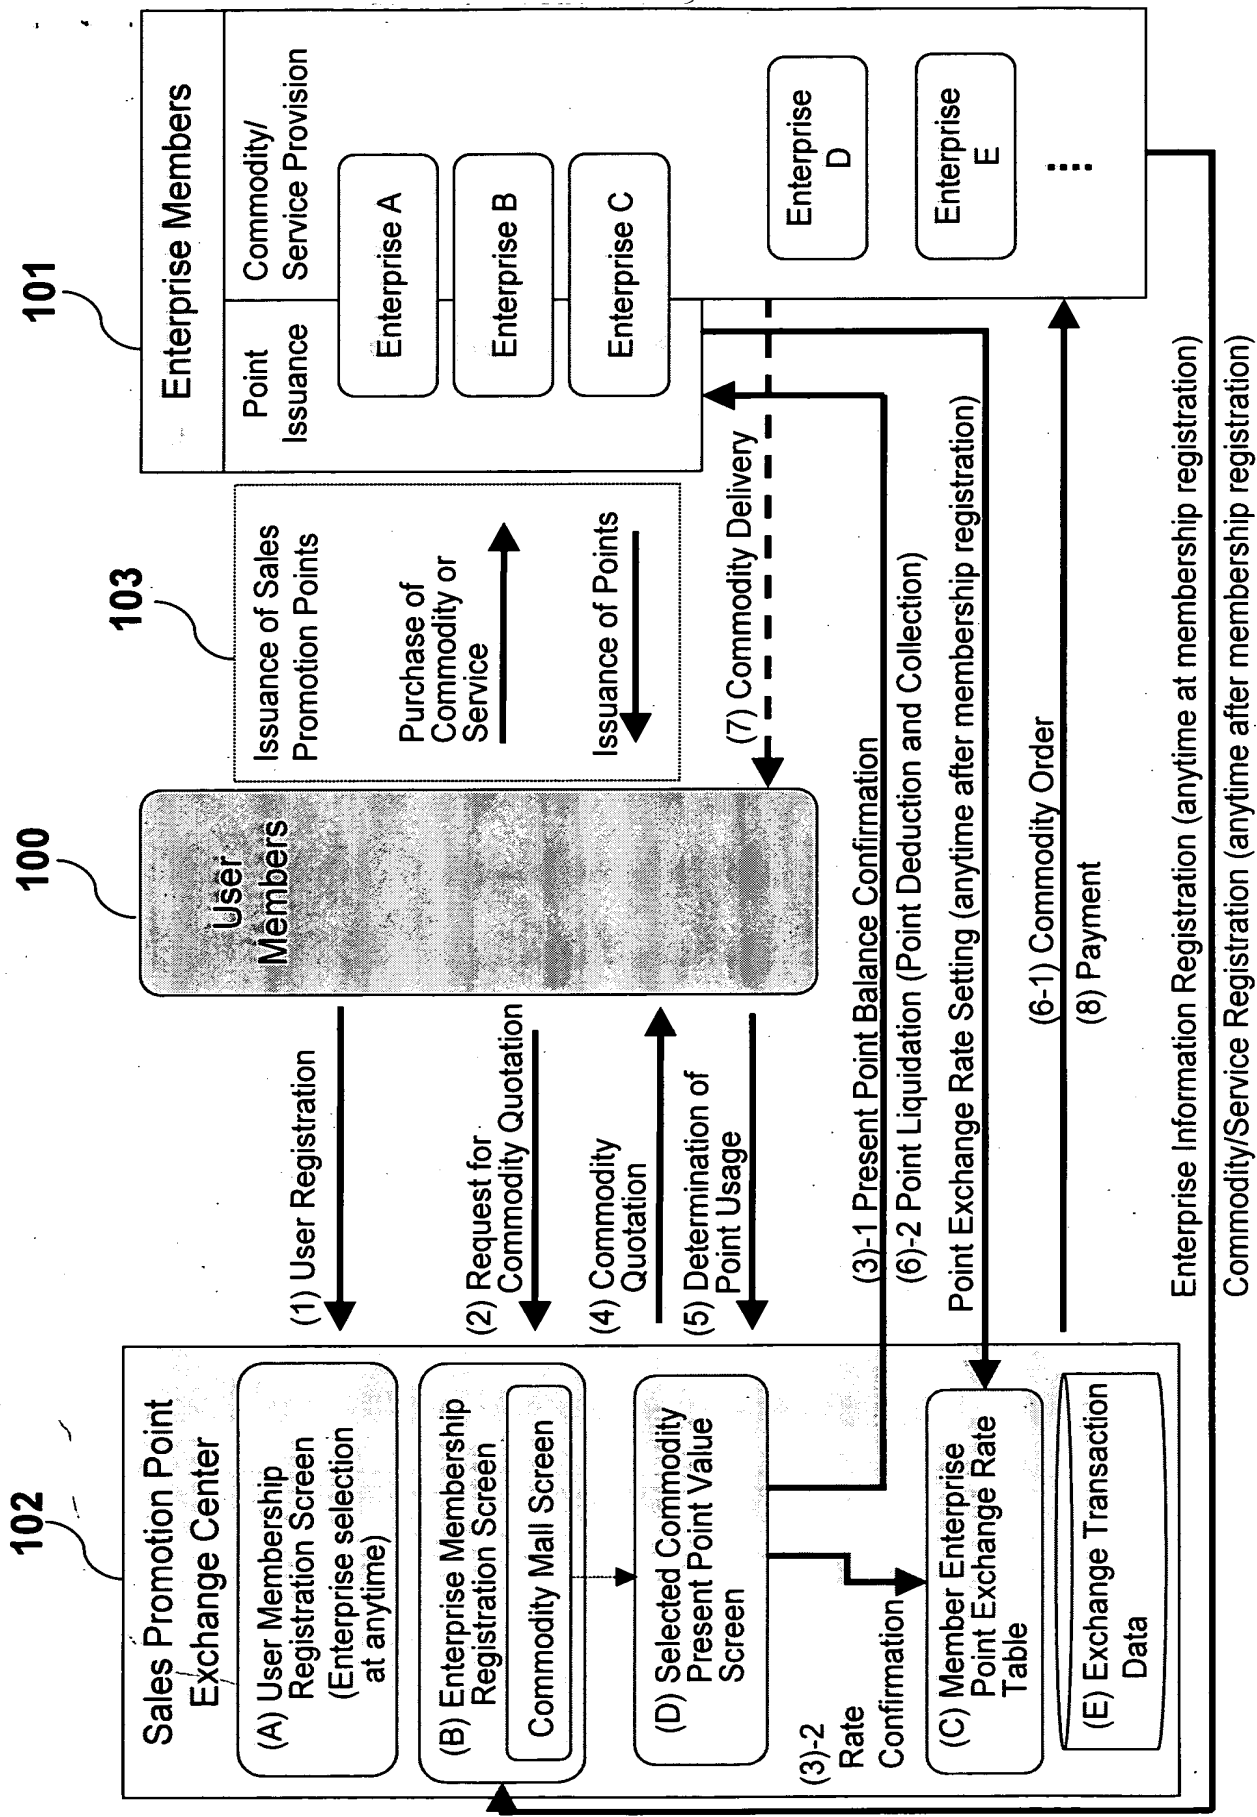 102
Sales Promotion Point
Exchange Center
(A) User Membership
Registration Screen
(Enterprise selection
at anytime)
(B) Enterprise Membership
Registration Screen
Commodity Mall Screen
(D) Selected Commodity
Present Point Value
Screen
(3)-2
Rate
Confirmation
(C) Member Enterprise
Point Exchange Rate
Table
(E) Exchange Transaction
Data
(1) User Registration
(2) Request for
Commodity Quotation
(4) Commodity
Quotation
(5) Determination of
Point Usage
100
User
Members
103
Issuance of Sales
Promotion Points
Purchase of
Commodity or
Service
Issuance of Points
(7) Commodity Delivery
(3)-1 Present Point Balance Confirmation
(6)-2 Point Liquidation (Point Deduction and Collection)
Point Exchange Rate Setting (anytime after membership registration)
(6-1) Commodity Order
(8) Payment
Enterprise Information Registration (anytime at membership registration)
Commodity/Service Registration (anytime after membership registration)
101
Enterprise Members
Point
Issuance
Commodity/
Service Provision
Enterprise A
Enterprise B
Enterprise C
Enterprise
D
Enterprise
E